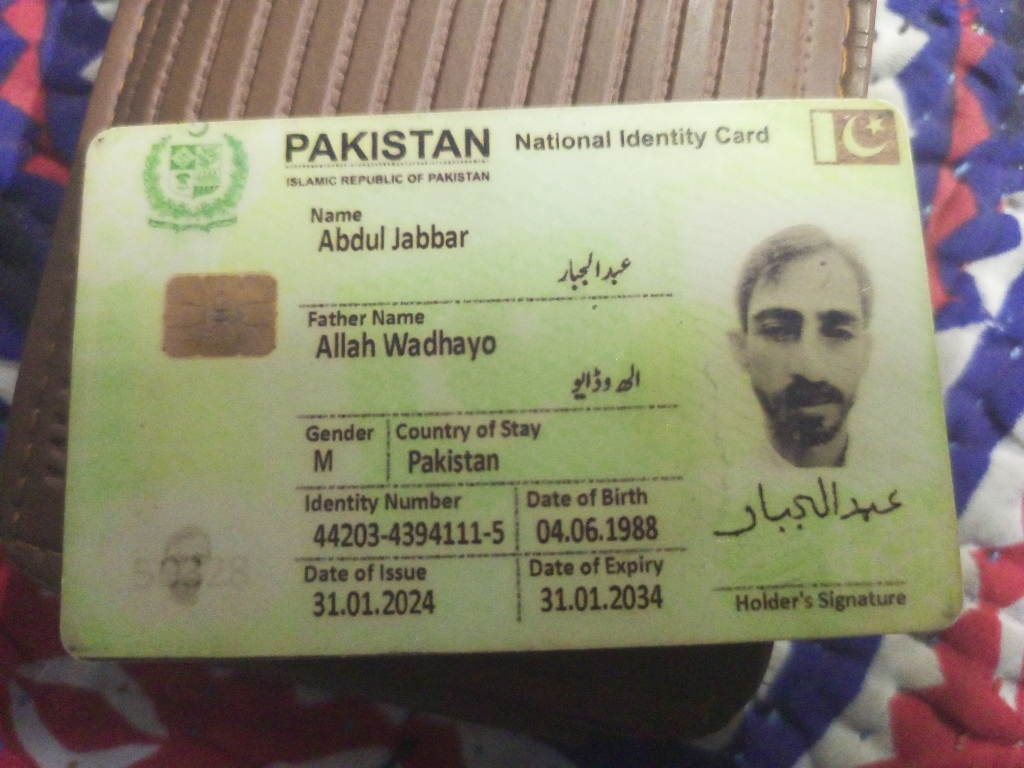 PAKISTAN National Identity Card
ISLAMIC REPUBLIC OF PAKISTAN
Name
Abdul Jabbar
عبدالجبار
Father Name
Allah Wadhayo
الھ وڈایو
Gender Country of Stay
M Pakistan
Identity Number Date of Birth
44203-4394111-5 04.06.1988
Date of Issue Date of Expiry
31.01.2024 31.01.2034
عبدالجبار
Holder's Signature